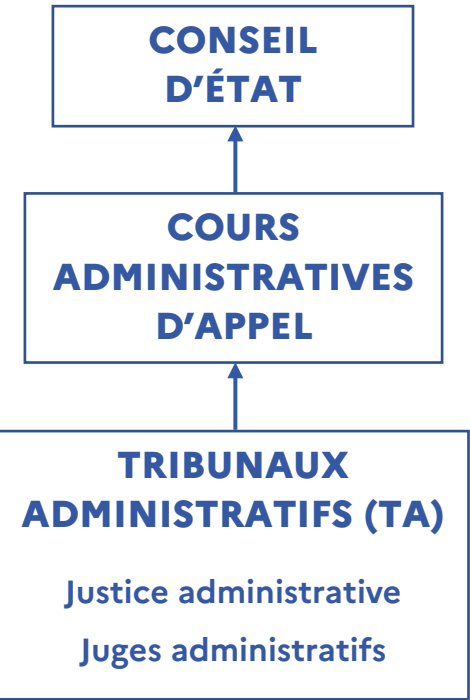 CONSEIL
D’ÉTAT
COURS
ADMINISTRATIVES
D’APPEL
TRIBUNAUX
ADMINISTRATIFS (TA)
Justice administrative
Juges administratifs